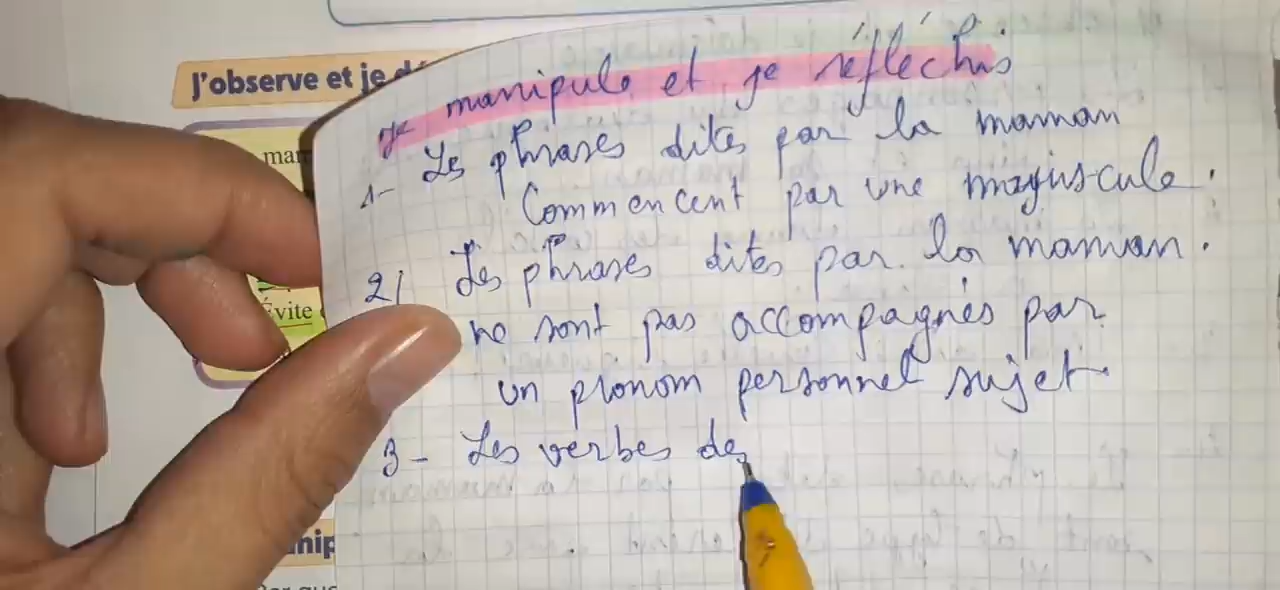 J'observe et je
je manipule et je réfléchis
mam
1- Les phrases dites par la maman
Commencent par une majuscule.
2/ Les phrases dites par la maman.
Évite
ne sont pas accompagnés par
un pronom personnel sujet
3- Les verbes des